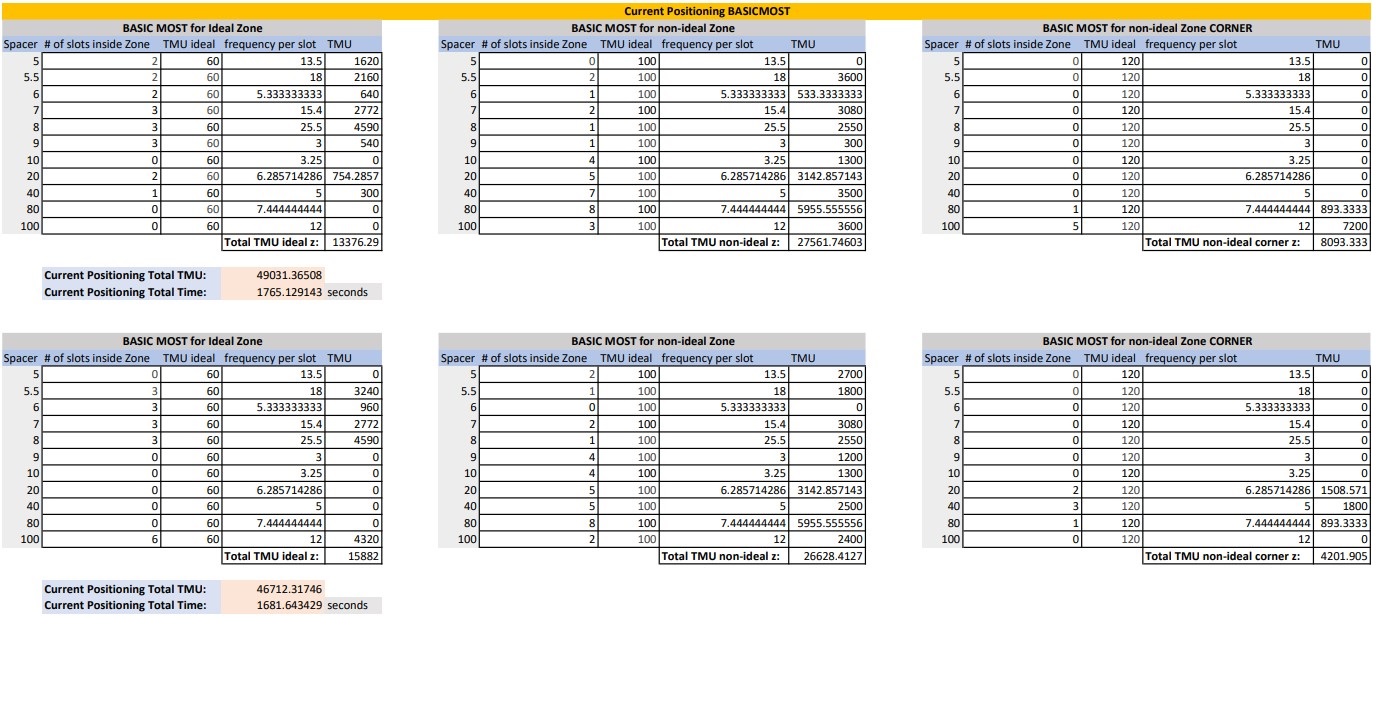 Current Positioning BASICMOST
BASIC MOST for Ideal Zone BASIC MOST for non-ideal Zone BASIC MOST for non-ideal Zone CORNER
Spacer # of slots inside Zone TMU ideal frequency per slot TMU Spacer # of slots inside Zone TMU ideal frequency per slot TMU Spacer # of slots inside Zone TMU ideal frequency per slot TMU
5 2 60 13.5 1620 5 0 100 13.5 0 5 0 120 13.5 0
5.5 2 60 18 2160 5.5 2 100 18 3600 5.5 0 120 18 0
6 2 60 5.333333333 640 6 1 100 5.333333333 533.3333333 6 0 120 5.333333333 0
7 3 60 15.4 2772 7 2 100 15.4 3080 7 0 120 15.4 0
8 3 60 25.5 4590 8 1 100 25.5 2550 8 0 120 25.5 0
9 3 60 3 540 9 1 100 3 300 9 0 120 3 0
10 0 60 3.25 0 10 4 100 3.25 1300 10 0 120 3.25 0
20 2 60 6.285714286 754.2857 20 5 100 6.285714286 3142.857143 20 0 120 6.285714286 0
40 1 60 5 300 40 7 100 5 3500 40 0 120 5 0
80 0 60 7.444444444 0 80 8 100 7.444444444 5955.555556 80 1 120 7.444444444 893.3333
100 0 60 12 0 100 3 100 12 3600 100 5 120 12 7200
Total TMU ideal z: 13376.29 Total TMU non-ideal z: 27561.74603 Total TMU non-ideal corner z: 8093.333
Current Positioning Total TMU: 49031.36508
Current Positioning Total Time: 1765.129143 seconds
BASIC MOST for Ideal Zone BASIC MOST for non-ideal Zone BASIC MOST for non-ideal Zone CORNER
Spacer # of slots inside Zone TMU ideal frequency per slot TMU Spacer # of slots inside Zone TMU ideal frequency per slot TMU Spacer # of slots inside Zone TMU ideal frequency per slot TMU
5 0 60 13.5 0 5 2 100 13.5 2700 5 0 120 13.5 0
5.5 3 60 18 3240 5.5 1 100 18 1800 5.5 0 120 18 0
6 3 60 5.333333333 960 6 0 100 5.333333333 0 6 0 120 5.333333333 0
7 3 60 15.4 2772 7 2 100 15.4 3080 7 0 120 15.4 0
8 3 60 25.5 4590 8 1 100 25.5 2550 8 0 120 25.5 0
9 0 60 3 0 9 4 100 3 1200 9 0 120 3 0
10 0 60 3.25 0 10 4 100 3.25 1300 10 0 120 3.25 0
20 0 60 6.285714286 0 20 5 100 6.285714286 3142.857143 20 2 120 6.285714286 1508.571
40 0 60 5 0 40 5 100 5 2500 40 3 120 5 1800
80 0 60 7.444444444 0 80 8 100 7.444444444 5955.555556 80 1 120 7.444444444 893.3333
100 6 60 12 4320 100 2 100 12 2400 100 0 120 12 0
Total TMU ideal z: 15882 Total TMU non-ideal z: 26628.4127 Total TMU non-ideal corner z: 4201.905
Current Positioning Total TMU: 46712.31746
Current Positioning Total Time: 1681.643429 seconds